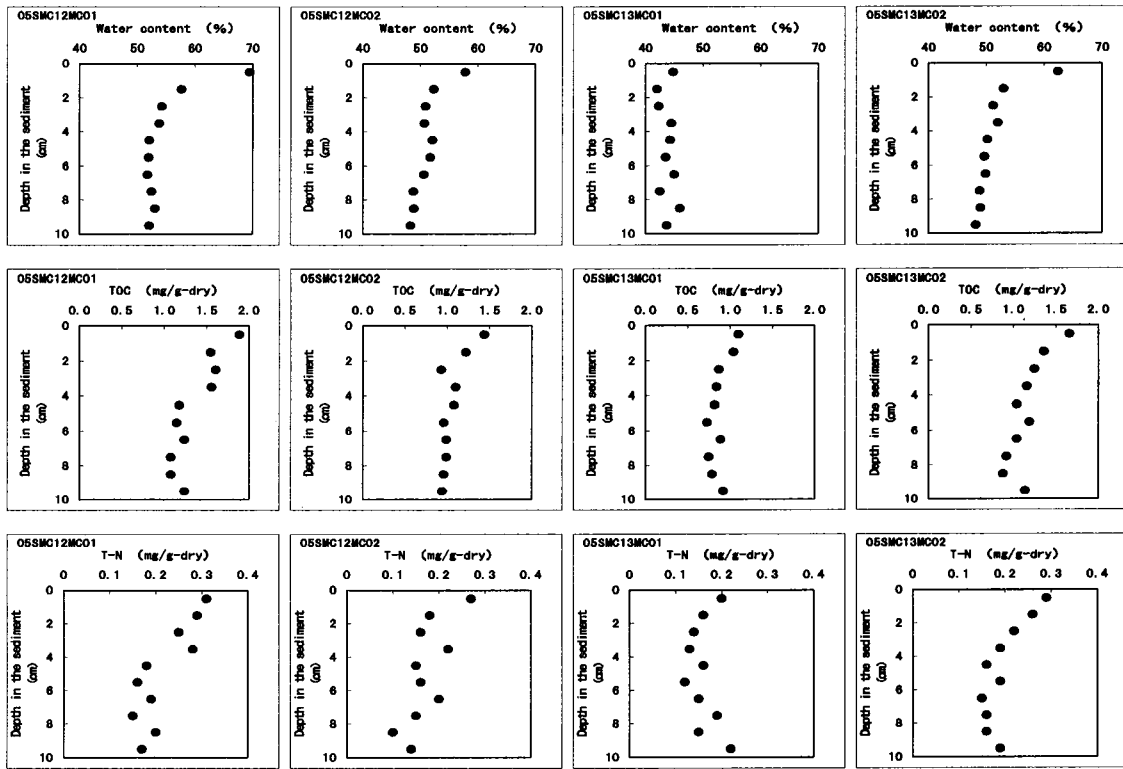 05SMC12MC01
Water content (%)
40 50 60 70
0
2
4
6
8
10
Depth in the sediment
(cm)
05SMC12MC02
Water content (%)
40 50 60 70
0
2
4
6
8
10
Depth in the sediment
(cm)
05SMC13MC01
Water content (%)
40 50 60 70
0
2
4
6
8
10
Depth in the sediment
(cm)
05SMC13MC02
Water content (%)
40 50 60 70
0
2
4
6
8
10
Depth in the sediment
(cm)
05SMC12MC01
TOC (mg/g-dry)
0.0 0.5 1.0 1.5 2.0
0
2
4
6
8
10
Depth in the sediment
(cm)
05SMC12MC02
TOC (mg/g-dry)
0.0 0.5 1.0 1.5 2.0
0
2
4
6
8
10
Depth in the sediment
(cm)
05SMC13MC01
TOC (mg/g-dry)
0.0 0.5 1.0 1.5 2.0
0
2
4
6
8
10
Depth in the sediment
(cm)
05SMC13MC02
TOC (mg/g-dry)
0.0 0.5 1.0 1.5 2.0
0
2
4
6
8
10
Depth in the sediment
(cm)
05SMC12MC01
T-N (mg/g-dry)
0 0.1 0.2 0.3 0.4
0
2
4
6
8
10
Depth in the sediment
(cm)
05SMC12MC02
T-N (mg/g-dry)
0 0.1 0.2 0.3 0.4
0
2
4
6
8
10
Depth in the sediment
(cm)
05SMC13MC01
T-N (mg/g-dry)
0 0.1 0.2 0.3 0.4
0
2
4
6
8
10
Depth in the sediment
(cm)
05SMC13MC02
T-N (mg/g-dry)
0 0.1 0.2 0.3 0.4
0
2
4
6
8
10
Depth in the sediment
(cm)